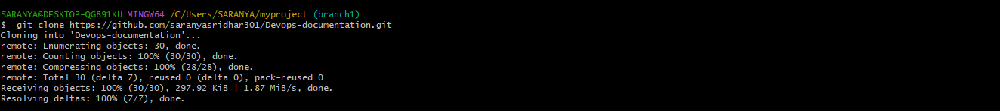 SARANYA@DESKTOP-QG891KU MINGW64 /C/Users/SARANYA/myproject (branch1)
$  git clone https://github.com/saranyasridhar301/Devops-documentation.git
Cloning into 'Devops-documentation'...
remote: Enumerating objects: 30, done.
remote: Counting objects: 100% (30/30), done.
remote: Compressing objects: 100% (28/28), done.
remote: Total 30 (delta 7), reused 0 (delta 0), pack-reused 0
Receiving objects: 100% (30/30), 297.92 KiB | 1.87 MiB/s, done.
Resolving deltas: 100% (7/7), done.